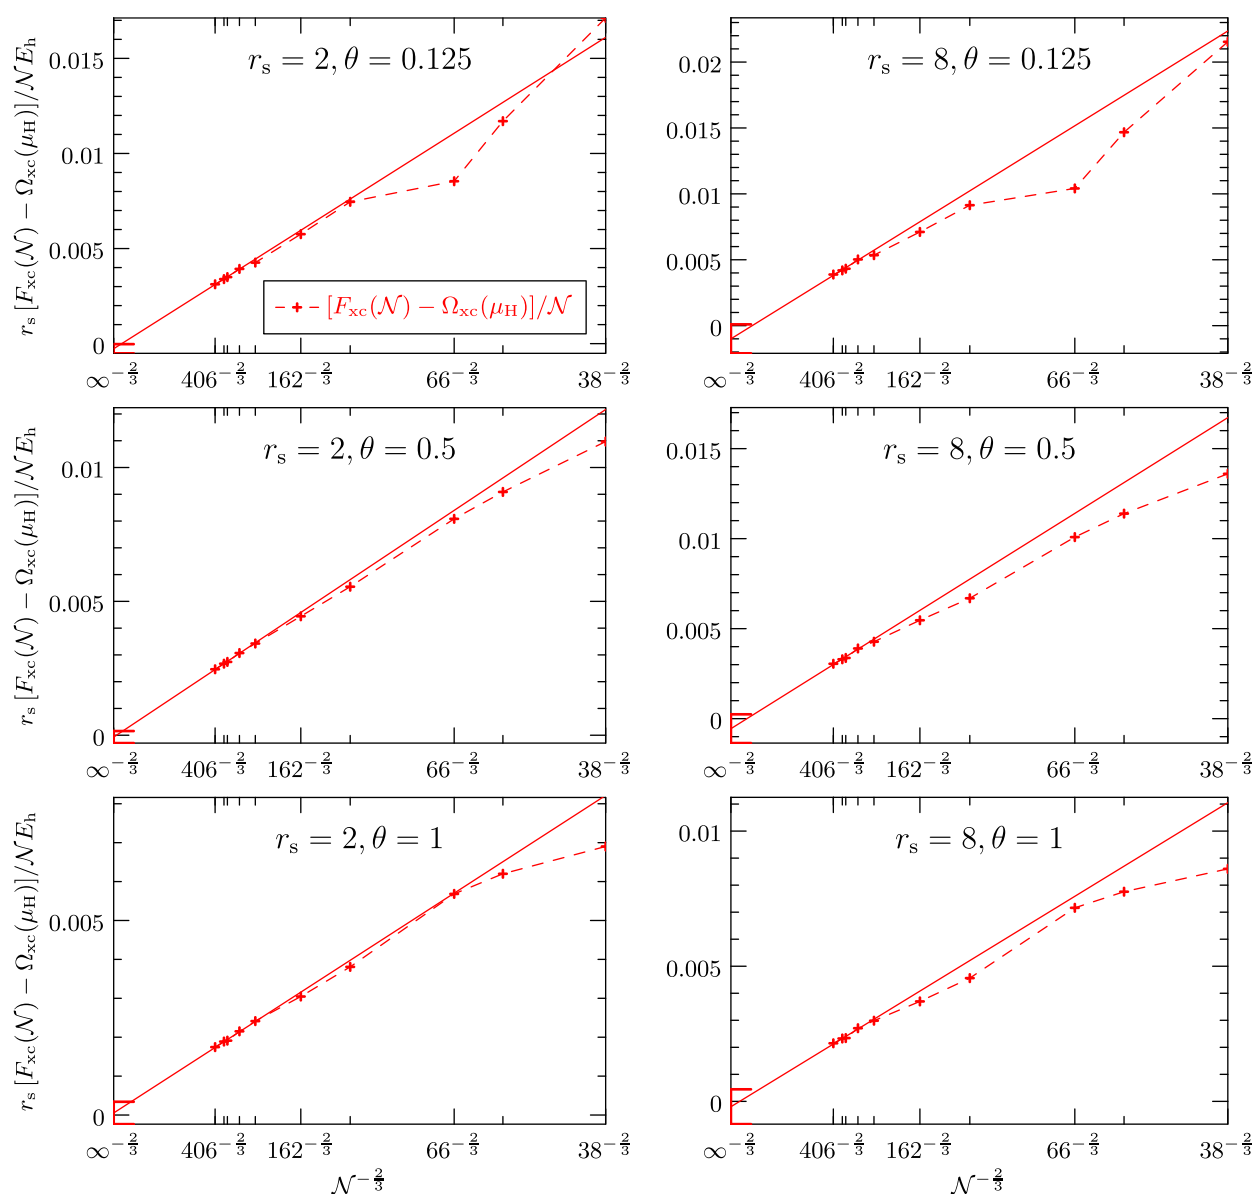 r_s = 2, θ = 0.125
r_s [F_xc(𝒩) − Ω_xc(μ_H)]/𝒩E_h
0.015
0.01
0.005
0
[F_xc(𝒩) − Ω_xc(μ_H)]/𝒩
∞^{-2/3} 406^{-2/3} 162^{-2/3} 66^{-2/3} 38^{-2/3}
r_s = 8, θ = 0.125
0.02
0.015
0.01
0.005
0
∞^{-2/3} 406^{-2/3} 162^{-2/3} 66^{-2/3} 38^{-2/3}
r_s = 2, θ = 0.5
r_s [F_xc(𝒩) − Ω_xc(μ_H)]/𝒩E_h
0.01
0.005
0
∞^{-2/3} 406^{-2/3} 162^{-2/3} 66^{-2/3} 38^{-2/3}
r_s = 8, θ = 0.5
0.015
0.01
0.005
0
∞^{-2/3} 406^{-2/3} 162^{-2/3} 66^{-2/3} 38^{-2/3}
r_s = 2, θ = 1
r_s [F_xc(𝒩) − Ω_xc(μ_H)]/𝒩E_h
0.005
0
∞^{-2/3} 406^{-2/3} 162^{-2/3} 66^{-2/3} 38^{-2/3}
𝒩^{-2/3}
r_s = 8, θ = 1
0.01
0.005
0
∞^{-2/3} 406^{-2/3} 162^{-2/3} 66^{-2/3} 38^{-2/3}
𝒩^{-2/3}